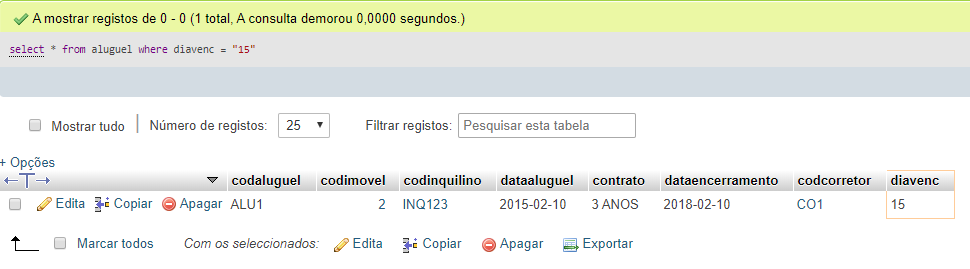 A mostrar registos de 0 - 0 (1 total, A consulta demorou 0,0000 segundos.)
select * from aluguel where diavenc = "15"
Mostrar tudo Número de registos: 25 Filtrar registos: Pesquisar esta tabela
+ Opções
codaluguel codimovel codinquilino dataaluguel contrato dataencerramento codcorretor diavenc
Edita Copiar Apagar ALU1 2 INQ123 2015-02-10 3 ANOS 2018-02-10 CO1 15
Marcar todos Com os seleccionados: Edita Copiar Apagar Exportar